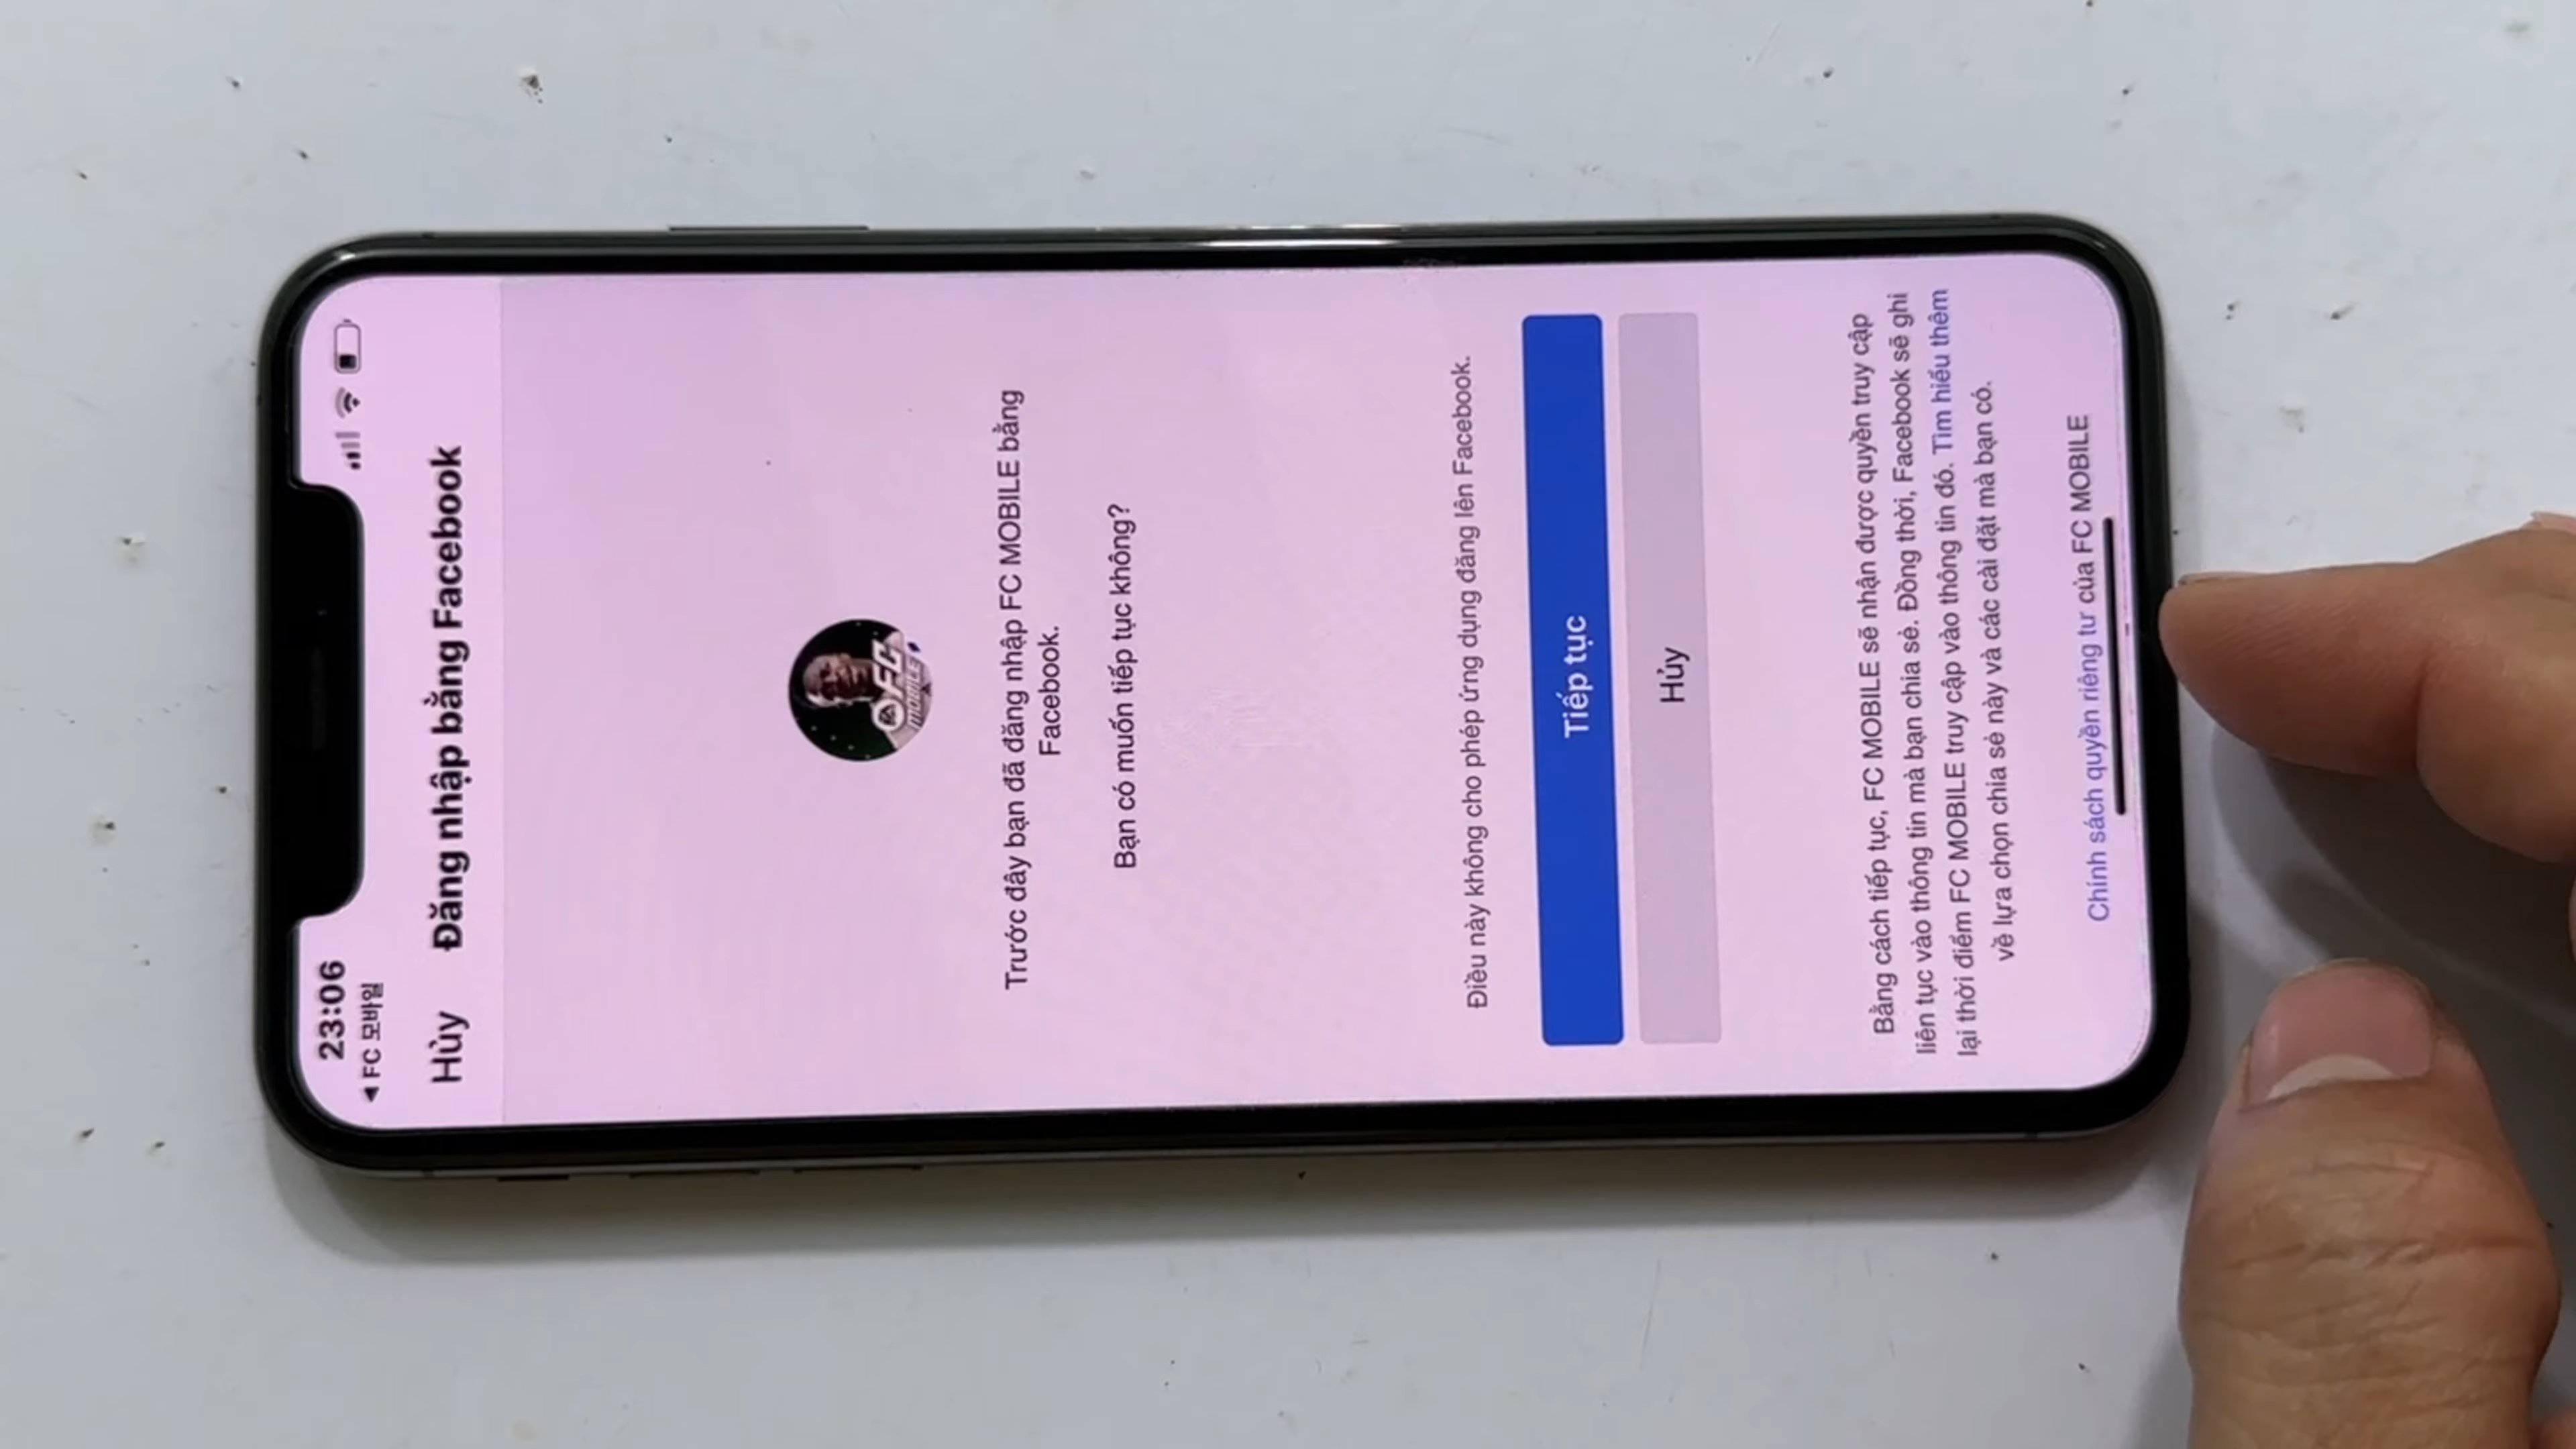 23:06
◀ FC 모바일
Hủy
Đăng nhập bằng Facebook
EA FC
MOBILE
Trước đây bạn đã đăng nhập FC MOBILE bằng
Facebook.
Bạn có muốn tiếp tục không?
Điều này không cho phép ứng dụng đăng lên Facebook.
Tiếp tục
Hủy
Bằng cách tiếp tục, FC MOBILE sẽ nhận được quyền truy cập
liên tục vào thông tin mà bạn chia sẻ. Đồng thời, Facebook sẽ ghi
lại thời điểm FC MOBILE truy cập vào thông tin đó. Tìm hiểu thêm
về lựa chọn chia sẻ này và các cài đặt mà bạn có.
Chính sách quyền riêng tư của FC MOBILE